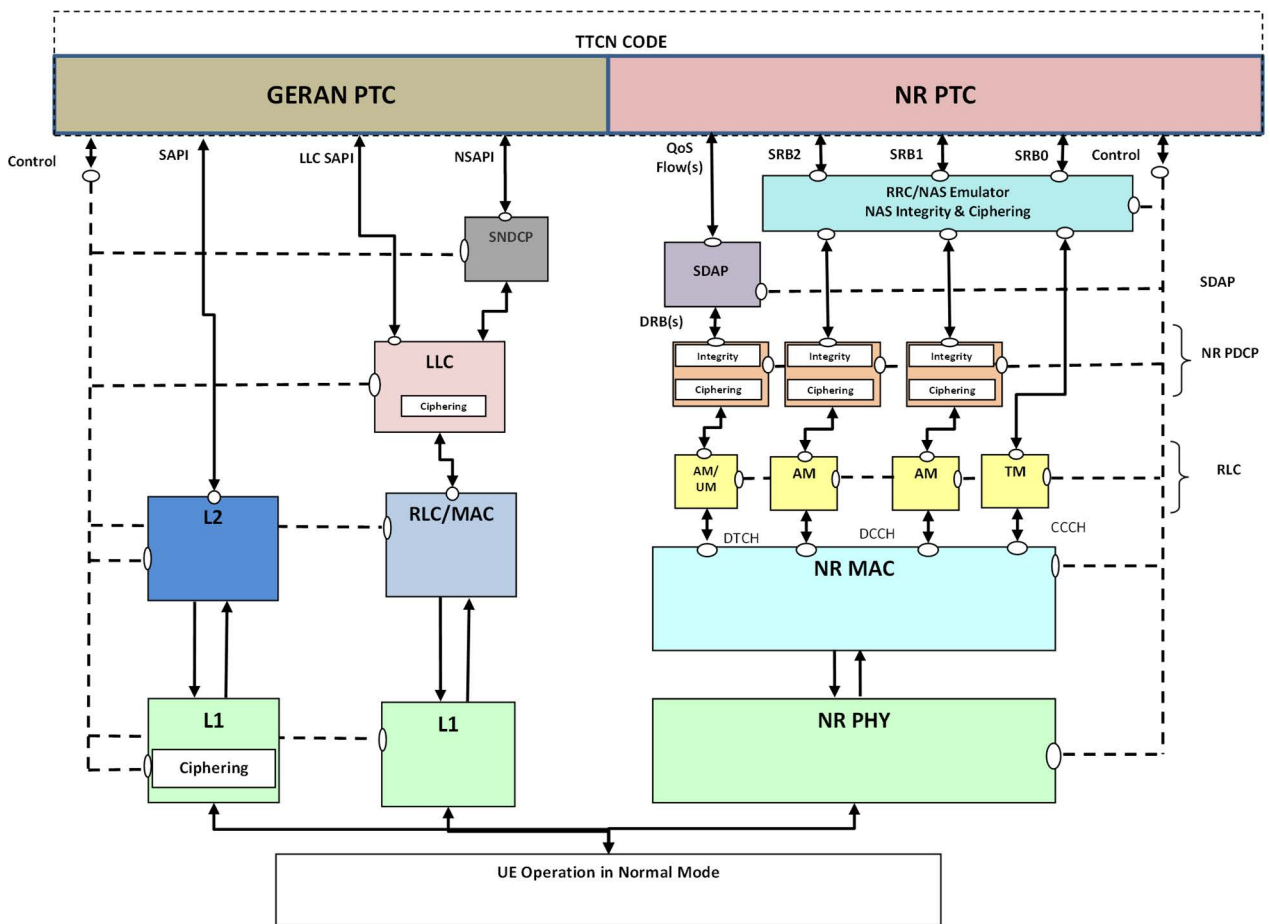 TTCN CODE
GERAN PTC
NR PTC
Control
SAPI
LLC SAPI
NSAPI
QoS
Flow(s)
SRB2
SRB1
SRB0
Control
RRC/NAS Emulator
NAS Integrity & Ciphering
SNDCP
SDAP
SDAP
DRB(s)
LLC
Ciphering
Integrity
Ciphering
Integrity
Ciphering
Integrity
Ciphering
NR PDCP
AM/
UM
AM
AM
TM
RLC
L2
RLC/MAC
DTCH
DCCH
CCCH
NR MAC
L1
Ciphering
L1
NR PHY
UE Operation in Normal Mode